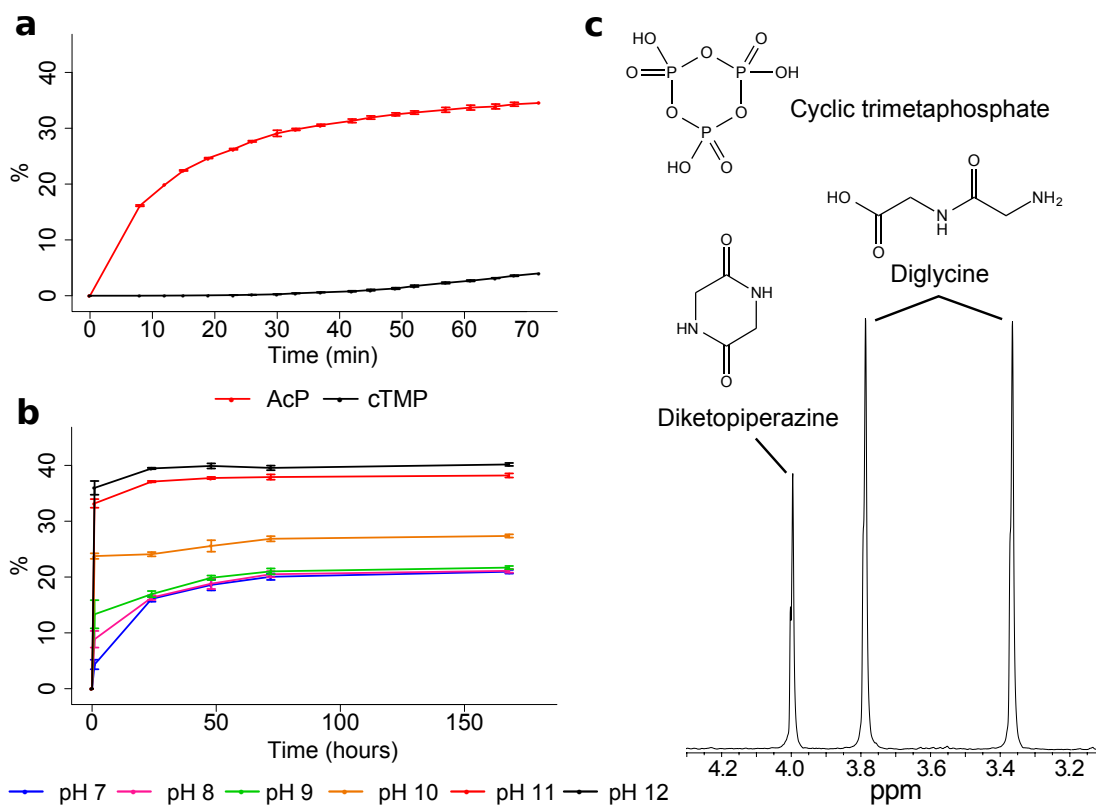 a
%
40
30
20
10
0
0 10 20 30 40 50 60 70
Time (min)
AcP cTMP
b
%
40
30
20
10
0
0 50 100 150
Time (hours)
pH 7 pH 8 pH 9 pH 10 pH 11 pH 12
c
HO O O
O P P OH
O O
P
HO O
Cyclic trimetaphosphate
O
HO NH₂
N
H
O
Diglycine
O
NH
HN
O
Diketopiperazine
4.2 4.0 3.8 3.6 3.4 3.2
ppm